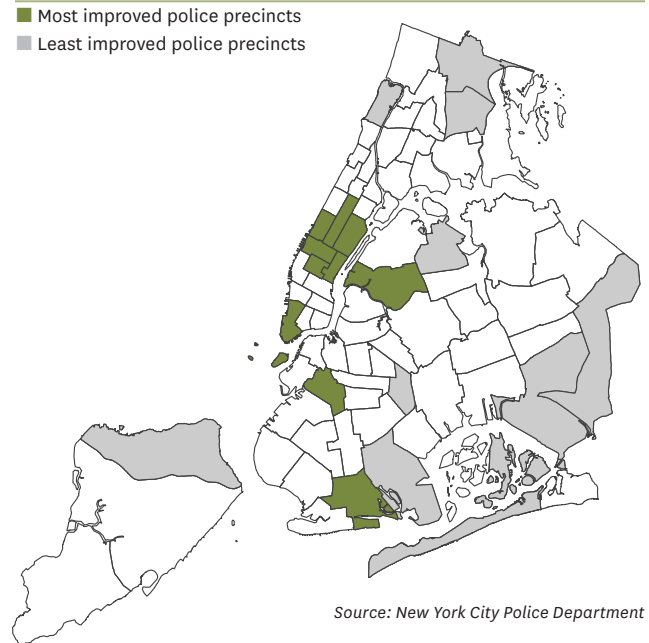 Most improved police precincts
Least improved police precincts
Source: New York City Police Department